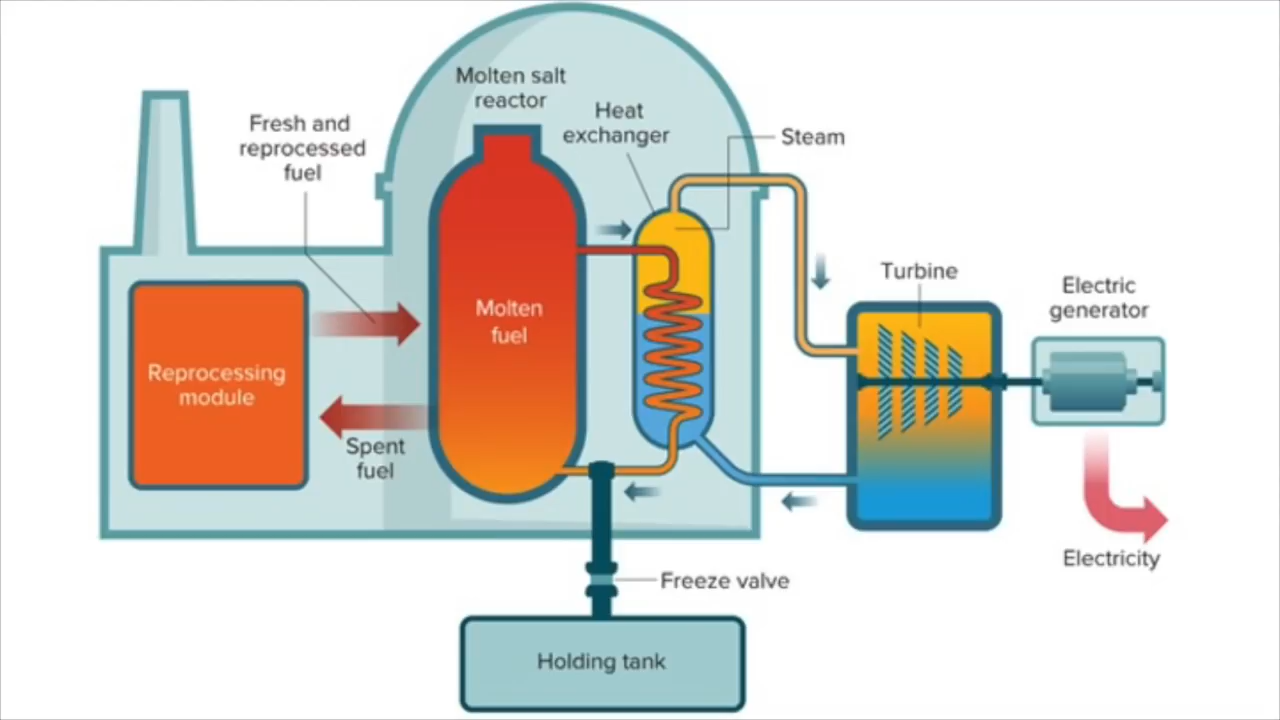 Molten salt
reactor
Heat
exchanger
Steam
Fresh and
reprocessed
fuel
Turbine
Electric
generator
Molten
fuel
Reprocessing
module
Spent
fuel
Electricity
Freeze valve
Holding tank